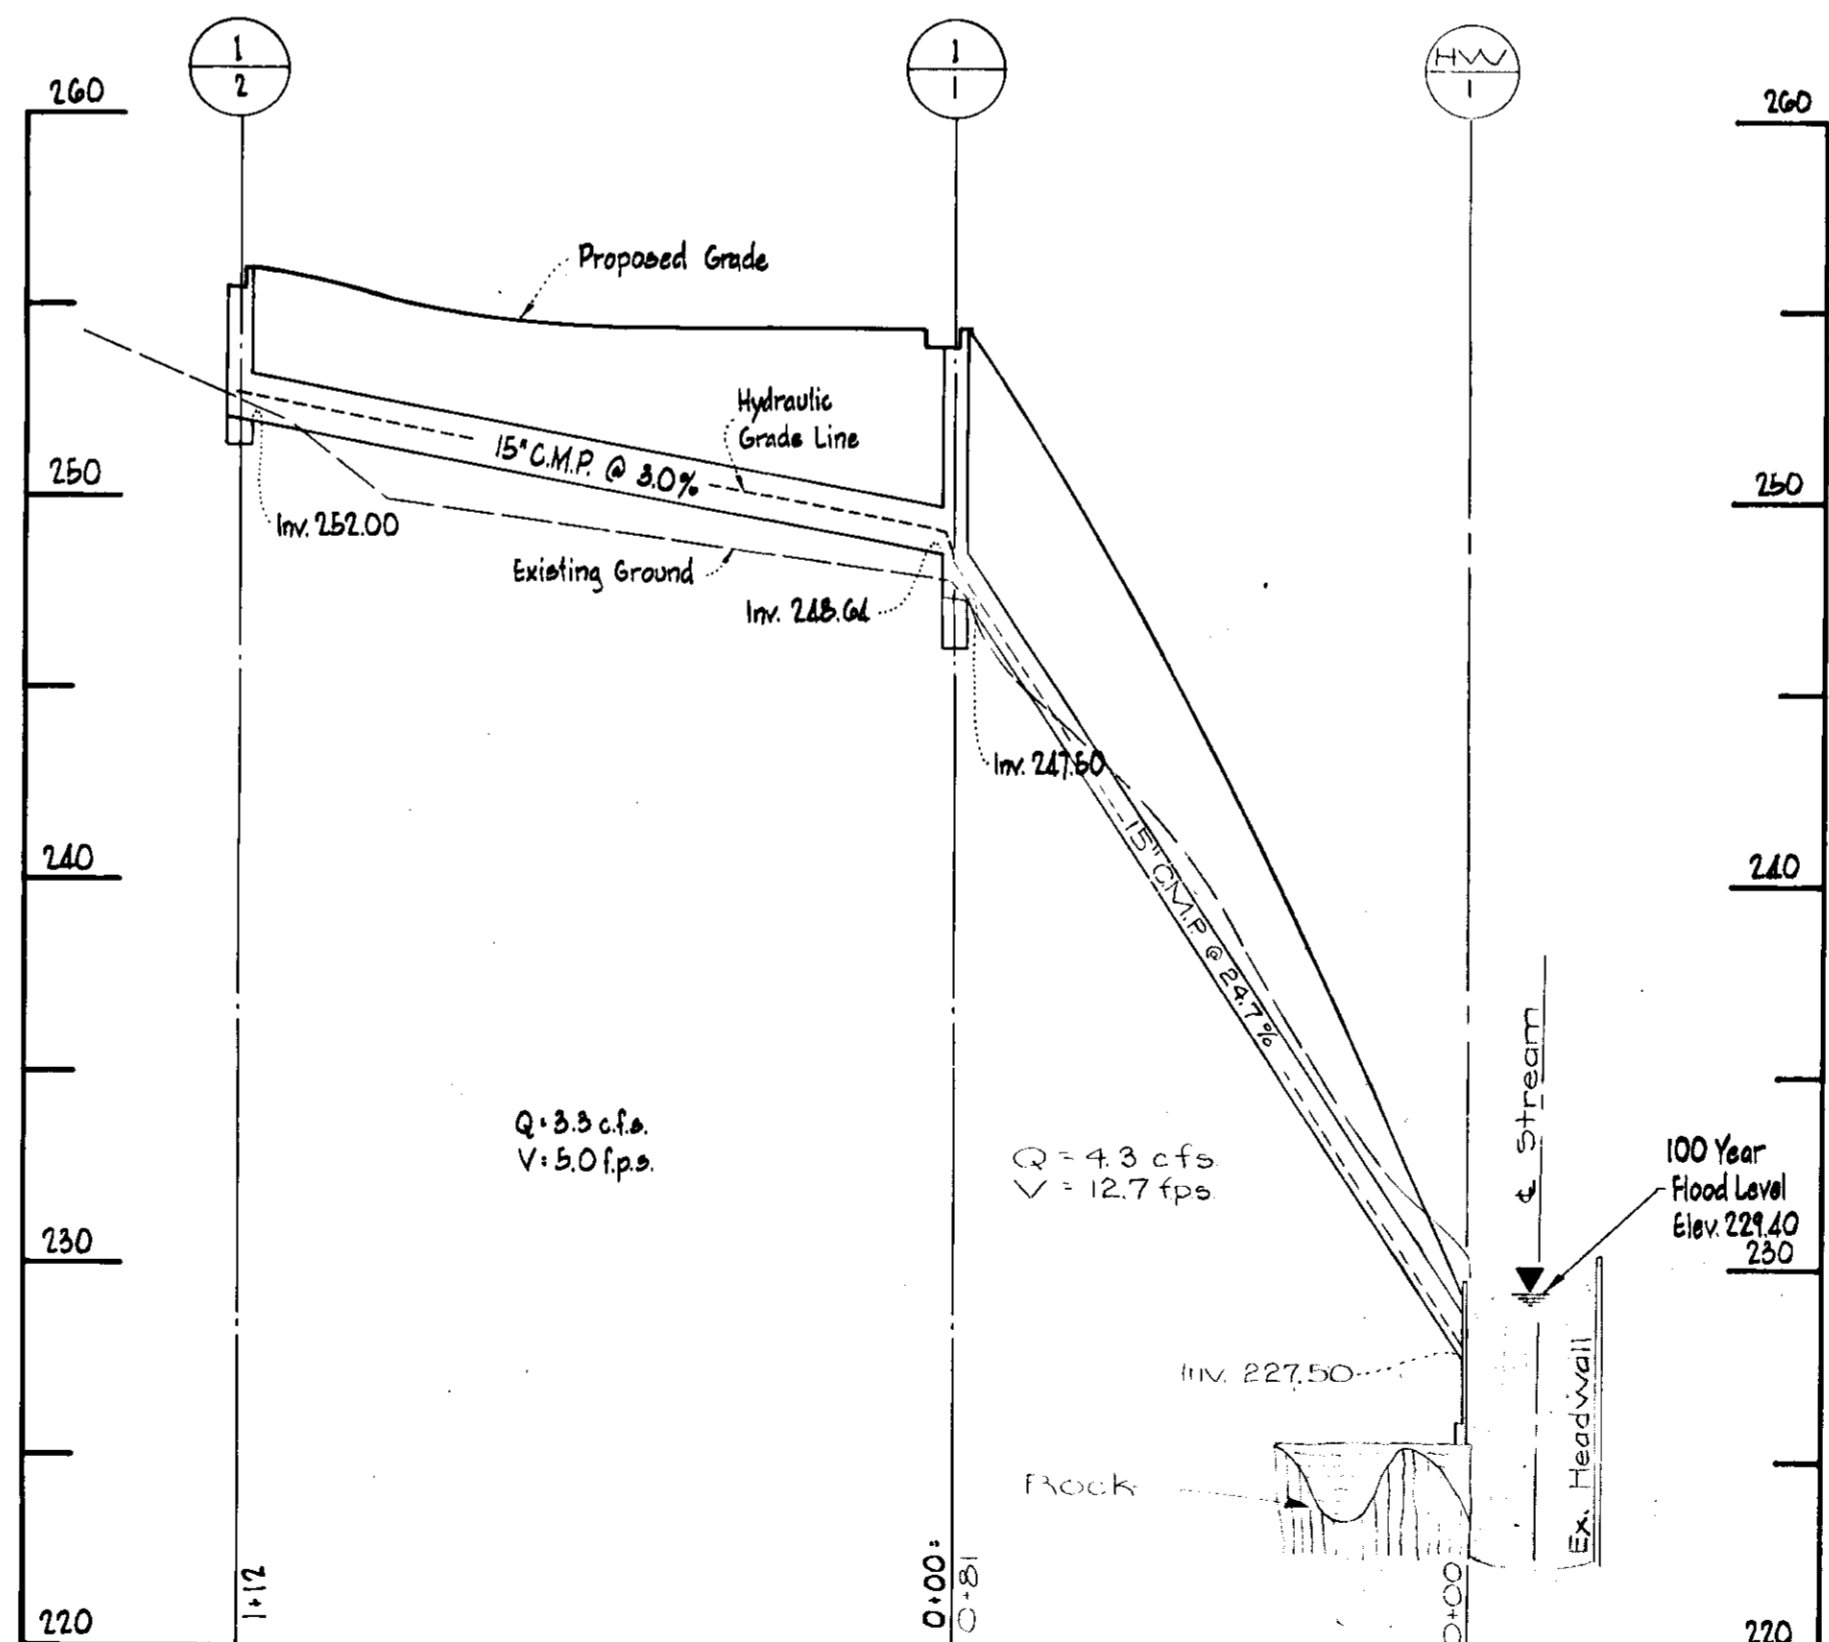 1
2
1
1
HW
1
260
260
Proposed Grade
Hydraulic
Grade Line
15" C.M.P. @ 3.0%
250
250
Inv. 252.00
Existing Ground
Inv. 248.64
Inv. 247.50
15" C.M.P. @ 24.7%
240
240
℄ Stream
Q = 3.3 c.f.s.
V = 5.0 f.p.s.
Q = 4.3 cfs.
V = 12.7 fps.
100 Year
Flood Level
Elev. 229.40
230
230
Inv. 227.50
Rock
Ex. Headwall
1+12
0+00 =
0+81
0+00
220
220